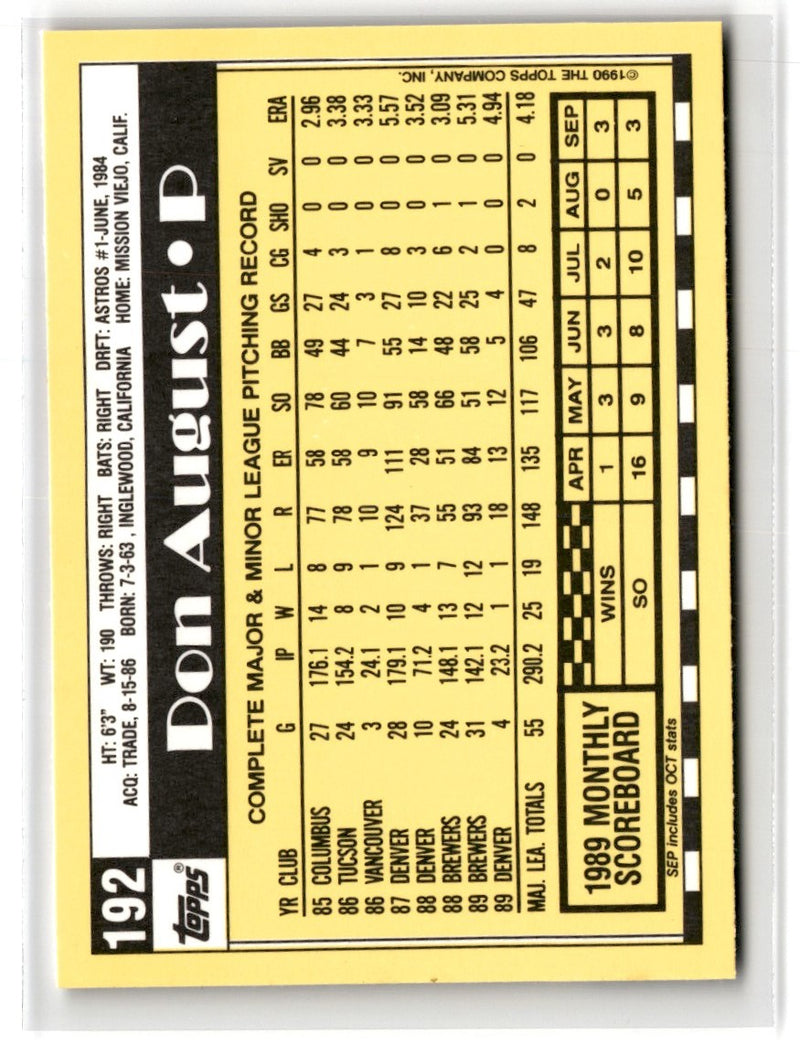 192
HT: 6'3" WT: 190 THROWS: RIGHT BATS: RIGHT DRFT: ASTROS #1-JUNE, 1984
ACQ: TRADE, 8-15-86 BORN: 7-3-63 , INGLEWOOD, CALIFORNIA HOME: MISSION VIEJO, CALIF.
TOPPS® Don August • P
COMPLETE MAJOR & MINOR LEAGUE PITCHING RECORD
YR CLUB G IP W L R ER SO BB GS CG SHO SV ERA
85 COLUMBUS 27 176.1 14 8 77 58 78 49 27 4 0 0 2.96
86 TUCSON 24 154.2 8 9 78 58 60 44 24 3 0 0 3.38
86 VANCOUVER 3 24.1 2 1 10 9 10 7 3 1 0 0 3.33
87 DENVER 28 179.1 10 9 124 111 91 55 27 8 0 0 5.57
88 DENVER 10 71.2 4 1 37 28 58 14 10 3 0 0 3.52
88 BREWERS 24 148.1 13 7 55 51 66 48 22 6 1 0 3.09
89 BREWERS 31 142.1 12 12 93 84 51 58 25 2 1 0 5.31
89 DENVER 4 23.2 1 1 18 13 12 5 4 0 0 0 4.94
MAJ. LEA. TOTALS 55 290.2 25 19 148 135 117 106 47 8 2 0 4.18
1989 MONTHLY
SCOREBOARD
APR MAY JUN JUL AUG SEP
WINS 1 3 3 2 0 3
SO 16 9 8 10 5 3
SEP includes OCT stats
©1990 THE TOPPS COMPANY, INC.